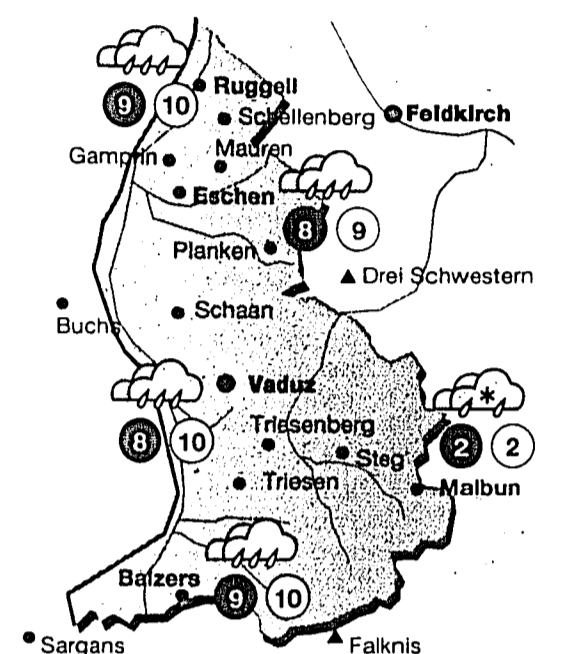 Ruggell
9 10
Schellenberg
Feldkirch
Gamprin
Mauren
Eschen
8 9
Planken
Drei Schwestern
Schaan
Buchs
Vaduz
Triesenberg
8 10
Steg
2 2
Triesen
Malbun
Balzers
9 10
Sargans
Falknis